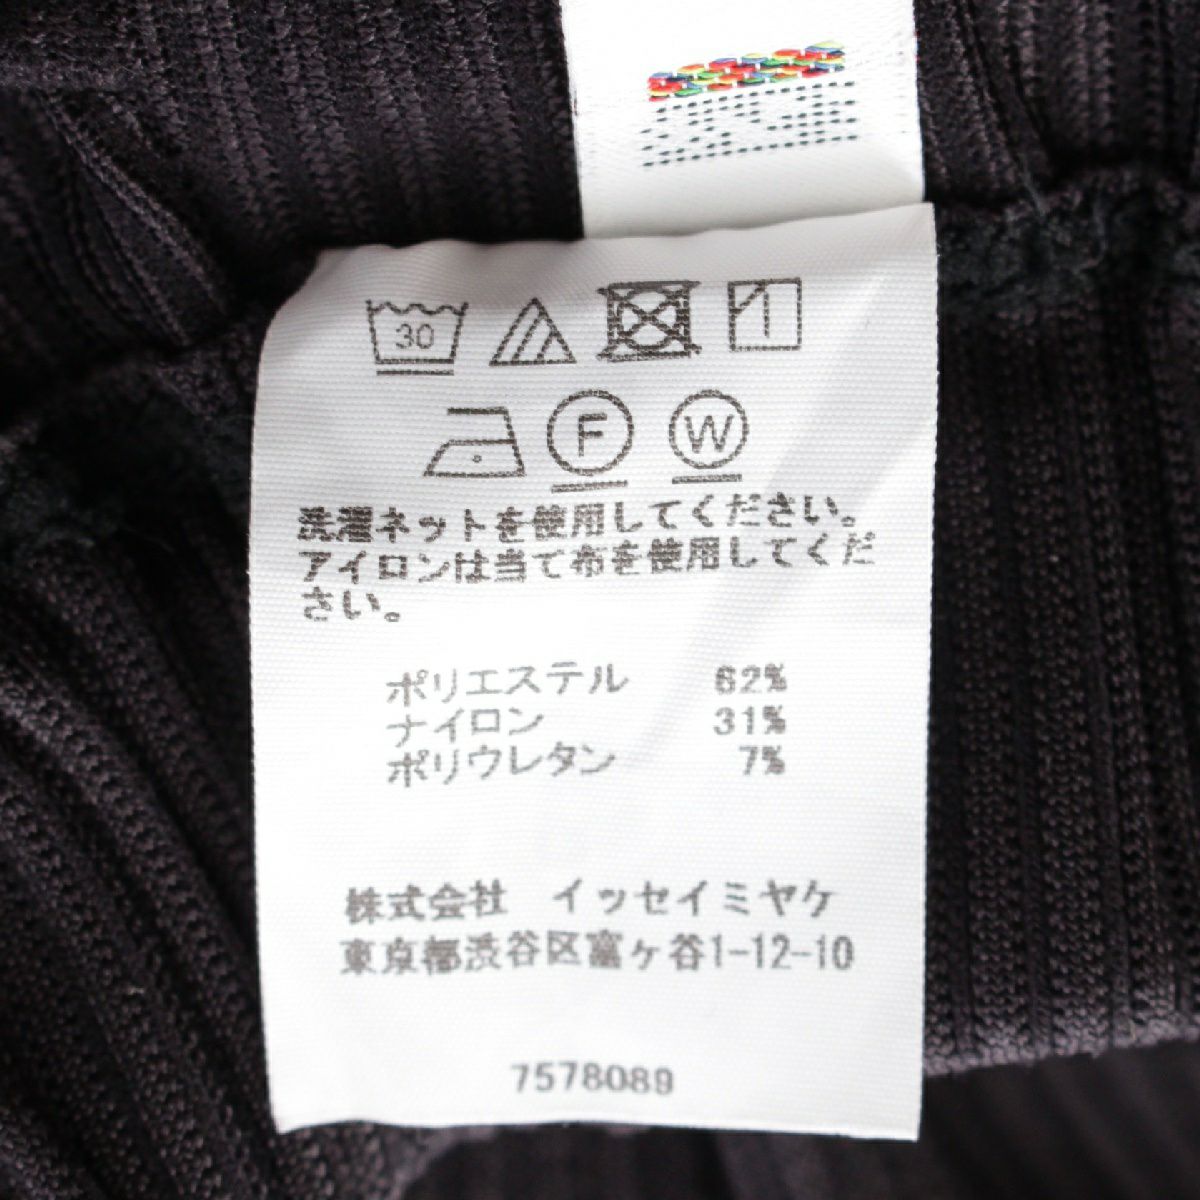 30
F W
洗濯ネットを使用してください。
アイロンは当て布を使用してくだ
さい。
ポリエステル 62%
ナイロン 31%
ポリウレタン 7%
株式会社 イッセイミヤケ
東京都渋谷区富ヶ谷1-12-10
7578089